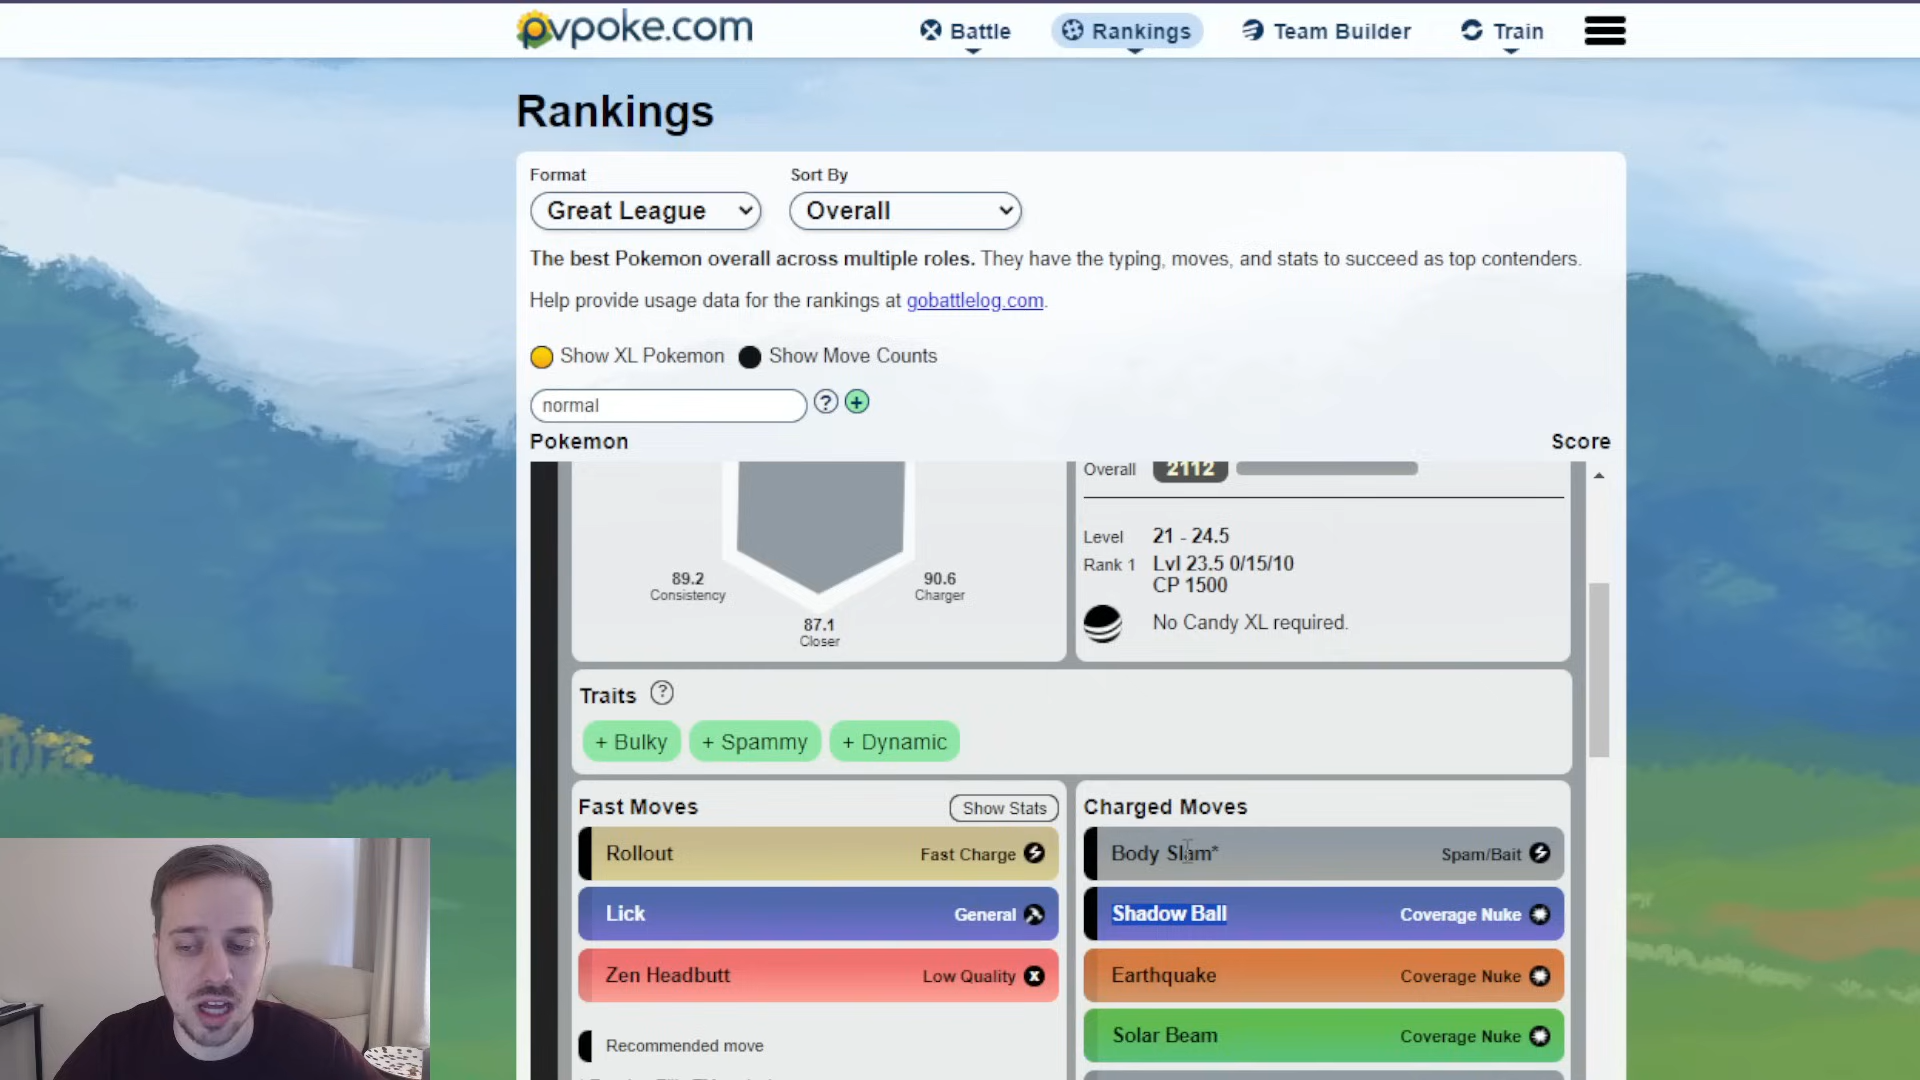 pvpoke.com
Battle
Rankings
Team Builder
Train
Rankings
Format
Great League
Sort By
Overall
The best Pokemon overall across multiple roles. They have the typing, moves, and stats to succeed as top contenders.
Help provide usage data for the rankings at gobattlelog.com.
Show XL Pokemon
Show Move Counts
normal
?
+
Pokemon
Score
89.2
Consistency
87.1
Closer
90.6
Charger
Overall 2112
Level 21 - 24.5
Rank 1 Lvl 23.5 0/15/10
CP 1500
No Candy XL required.
Traits ?
+ Bulky
+ Spammy
+ Dynamic
Fast Moves
Show Stats
Rollout Fast Charge
Lick General
Zen Headbutt Low Quality
Recommended move
Charged Moves
Body Slam* Spam/Bait
Shadow Ball Coverage Nuke
Earthquake Coverage Nuke
Solar Beam Coverage Nuke